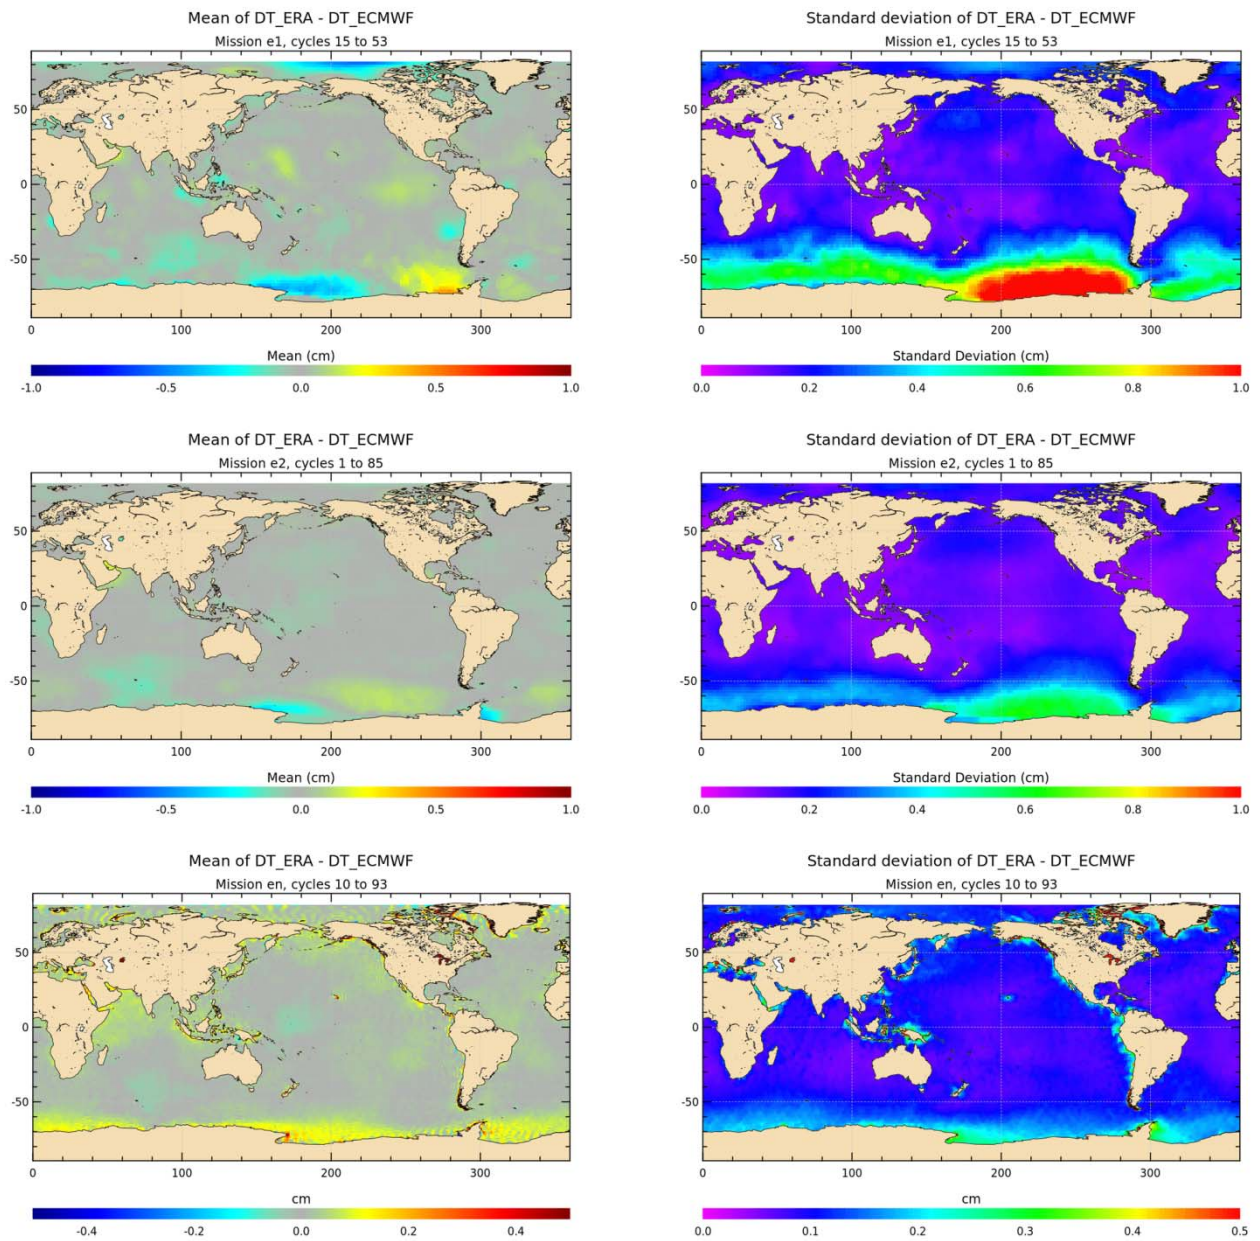 Mean of DT_ERA - DT_ECMWF
Mission e1, cycles 15 to 53
50
0
-50
0 100 200 300
Mean (cm)
-1.0 -0.5 0.0 0.5 1.0
Standard deviation of DT_ERA - DT_ECMWF
Mission e1, cycles 15 to 53
50
0
-50
0 100 200 300
Standard Deviation (cm)
0.0 0.2 0.4 0.6 0.8 1.0
Mean of DT_ERA - DT_ECMWF
Mission e2, cycles 1 to 85
50
0
-50
0 100 200 300
Mean (cm)
-1.0 -0.5 0.0 0.5 1.0
Standard deviation of DT_ERA - DT_ECMWF
Mission e2, cycles 1 to 85
50
0
-50
0 100 200 300
Standard Deviation (cm)
0.0 0.2 0.4 0.6 0.8 1.0
Mean of DT_ERA - DT_ECMWF
Mission en, cycles 10 to 93
50
0
-50
0 100 200 300
cm
-0.4 -0.2 0.0 0.2 0.4
Standard deviation of DT_ERA - DT_ECMWF
Mission en, cycles 10 to 93
50
0
-50
0 100 200 300
cm
0.0 0.1 0.2 0.3 0.4 0.5